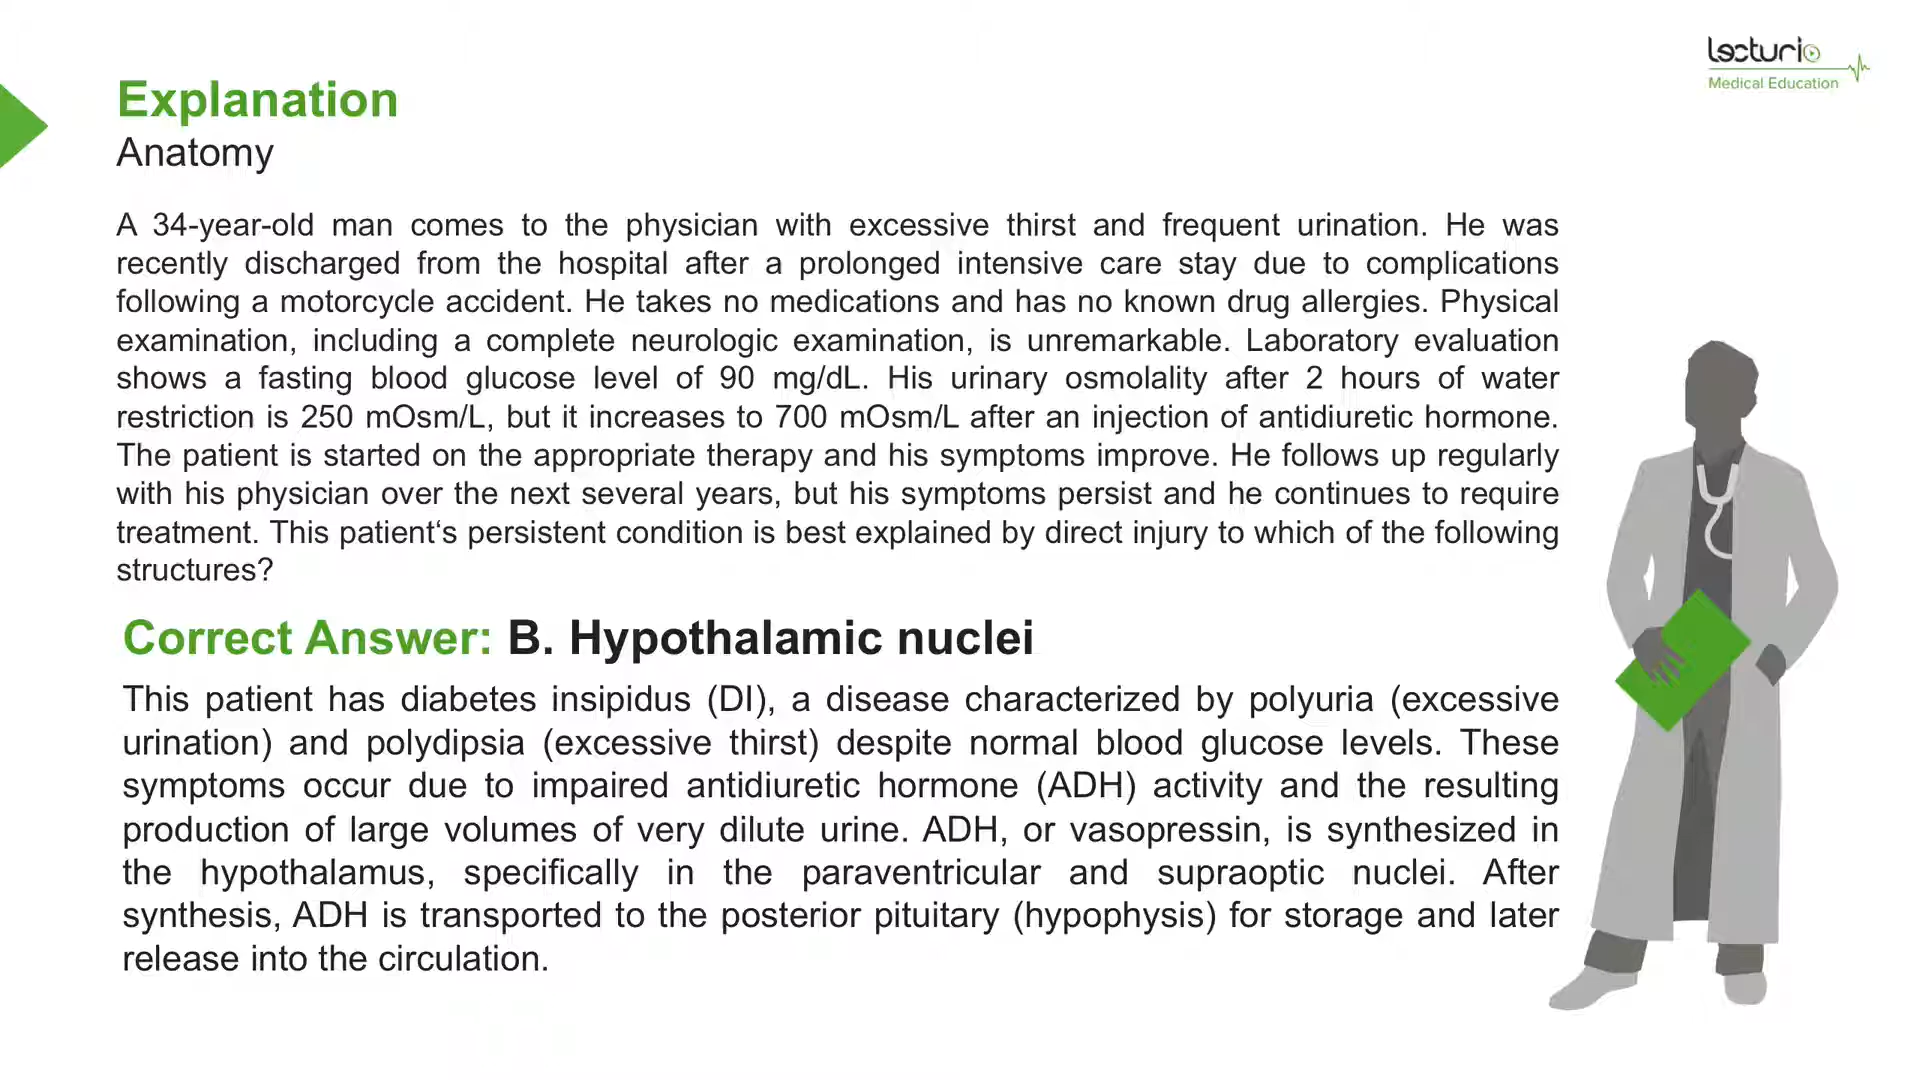 lecturio
Medical Education
Explanation
Anatomy
A 34-year-old man comes to the physician with excessive thirst and frequent urination. He was
recently discharged from the hospital after a prolonged intensive care stay due to complications
following a motorcycle accident. He takes no medications and has no known drug allergies. Physical
examination, including a complete neurologic examination, is unremarkable. Laboratory evaluation
shows a fasting blood glucose level of 90 mg/dL. His urinary osmolality after 2 hours of water
restriction is 250 mOsm/L, but it increases to 700 mOsm/L after an injection of antidiuretic hormone.
The patient is started on the appropriate therapy and his symptoms improve. He follows up regularly
with his physician over the next several years, but his symptoms persist and he continues to require
treatment. This patient‘s persistent condition is best explained by direct injury to which of the following
structures?
Correct Answer: B. Hypothalamic nuclei
This patient has diabetes insipidus (DI), a disease characterized by polyuria (excessive
urination) and polydipsia (excessive thirst) despite normal blood glucose levels. These
symptoms occur due to impaired antidiuretic hormone (ADH) activity and the resulting
production of large volumes of very dilute urine. ADH, or vasopressin, is synthesized in
the hypothalamus, specifically in the paraventricular and supraoptic nuclei. After
synthesis, ADH is transported to the posterior pituitary (hypophysis) for storage and later
release into the circulation.